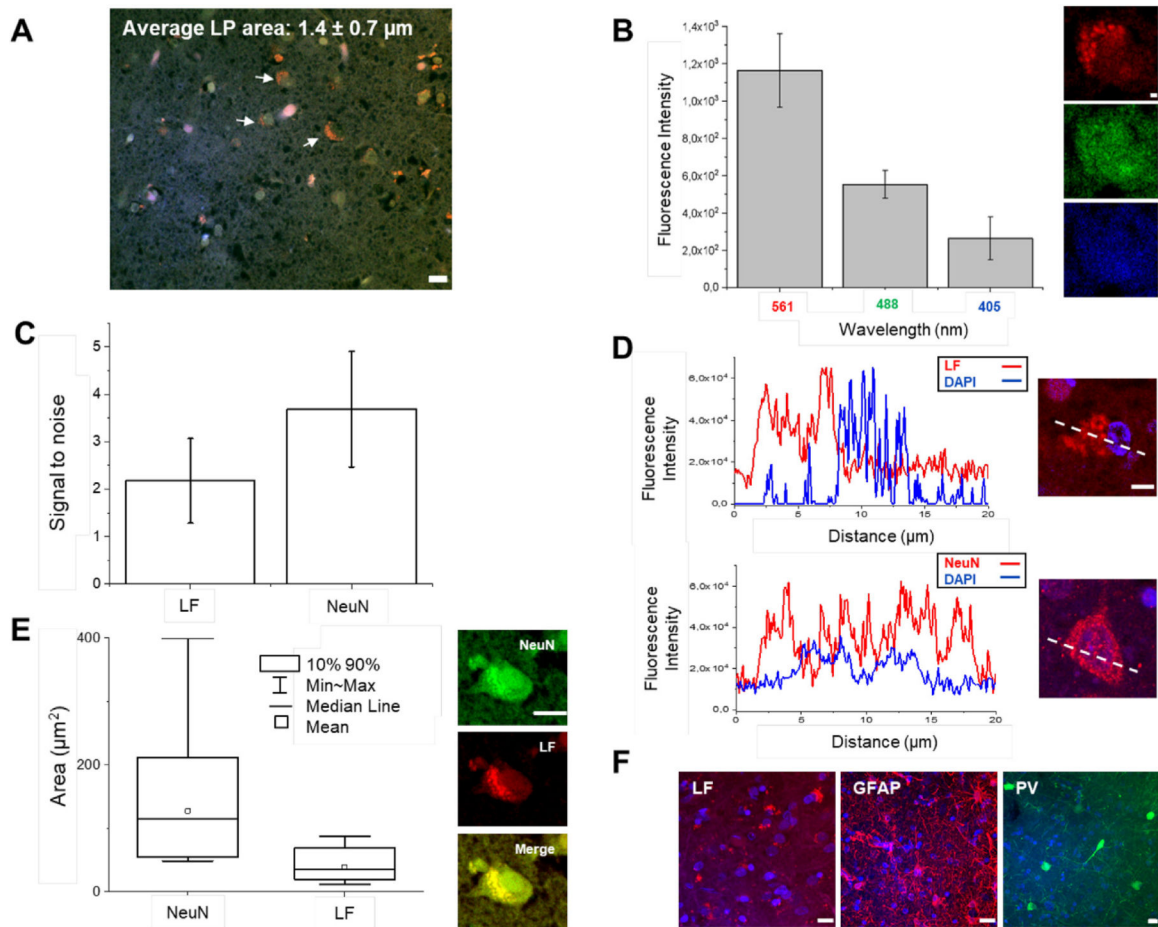 A
Average LP area: 1.4 ± 0.7 µm
B
Fluorescence Intensity
1,4x10³
1,2x10³
1,0x10³
8,0x10²
6,0x10²
4,0x10²
2,0x10²
0,0
561
488
405
Wavelength (nm)
C
Signal to noise
5
4
3
2
1
0
LF
NeuN
D
Fluorescence
Intensity
6,0x10⁴
4,0x10⁴
2,0x10⁴
0,0
LF
DAPI
0
5
10
15
20
Distance (µm)
Fluorescence
Intensity
6,0x10⁴
4,0x10⁴
2,0x10⁴
0,0
NeuN
DAPI
0
5
10
15
20
Distance (µm)
E
Area (µm²)
400
200
0
10% 90%
Min~Max
Median Line
Mean
NeuN
LF
NeuN
LF
Merge
F
LF
GFAP
PV